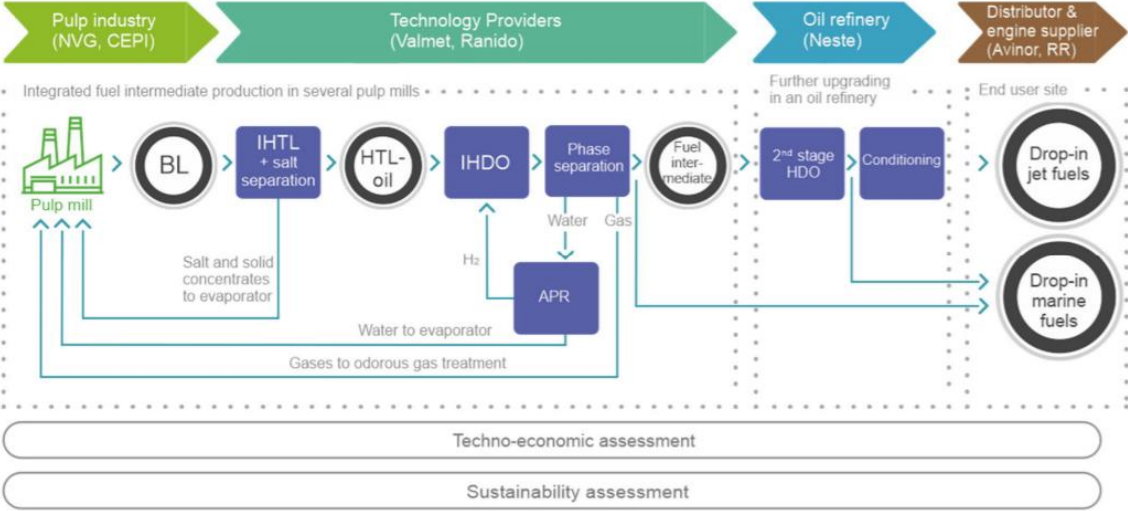 Pulp industry
(NVG, CEPI)
Technology Providers
(Valmet, Ranido)
Oil refinery
(Neste)
Distributor &
engine supplier
(Avinor, RR)
Integrated fuel intermediate production in several pulp mills
Further upgrading
in an oil refinery
End user site
Pulp mill
BL
IHTL
+ salt
separation
HTL-
oil
IHDO
Phase
separation
Fuel
inter-
mediate
2nd stage
HDO
Conditioning
Drop-in
jet fuels
Water
Gas
H₂
Salt and solid
concentrates
to evaporator
APR
Drop-in
marine
fuels
Water to evaporator
Gases to odorous gas treatment
Techno-economic assessment
Sustainability assessment